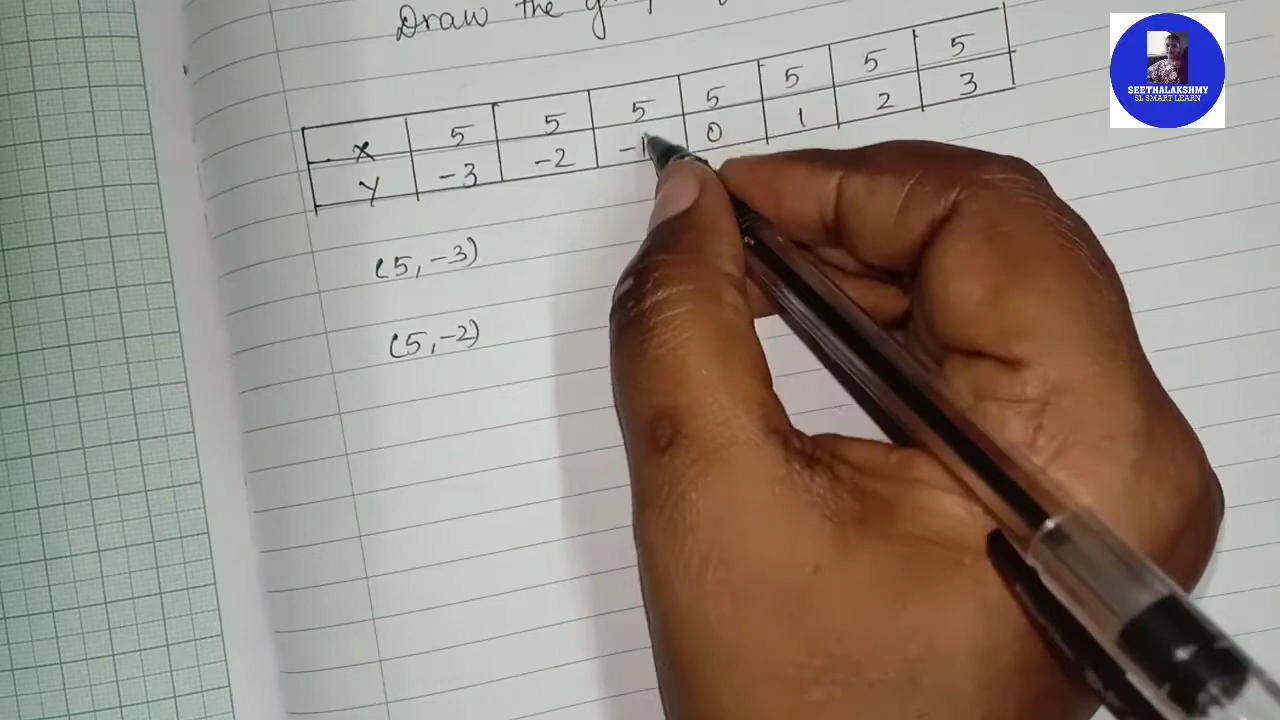 Draw the
x 5 5 5 5 5 5 5
y -3 -2 -1 0 1 2 3
(5, -3)
(5, -2)
SEETHALAKSHMY
SL SMART LEARN